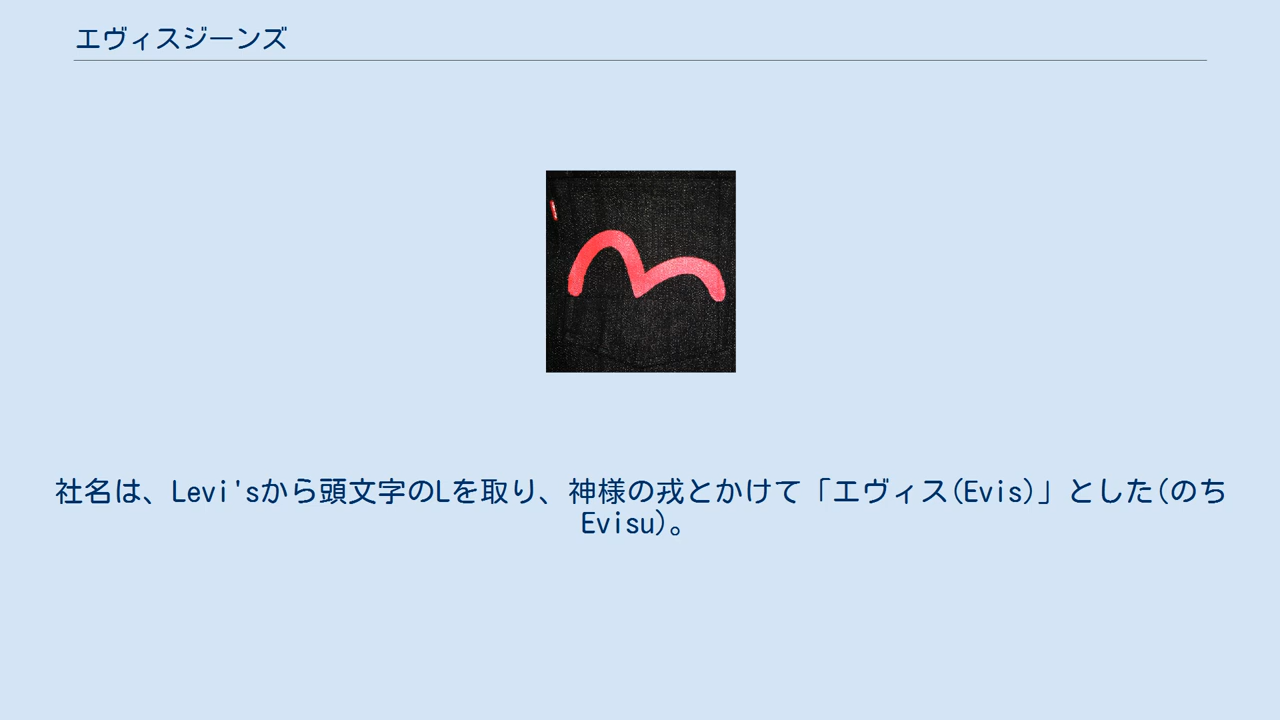 エヴィスジーンズ
社名は、Levi'sから頭文字のLを取り、神様の戎とかけて「エヴィス(Evis)」とした(のち
Evisu)。